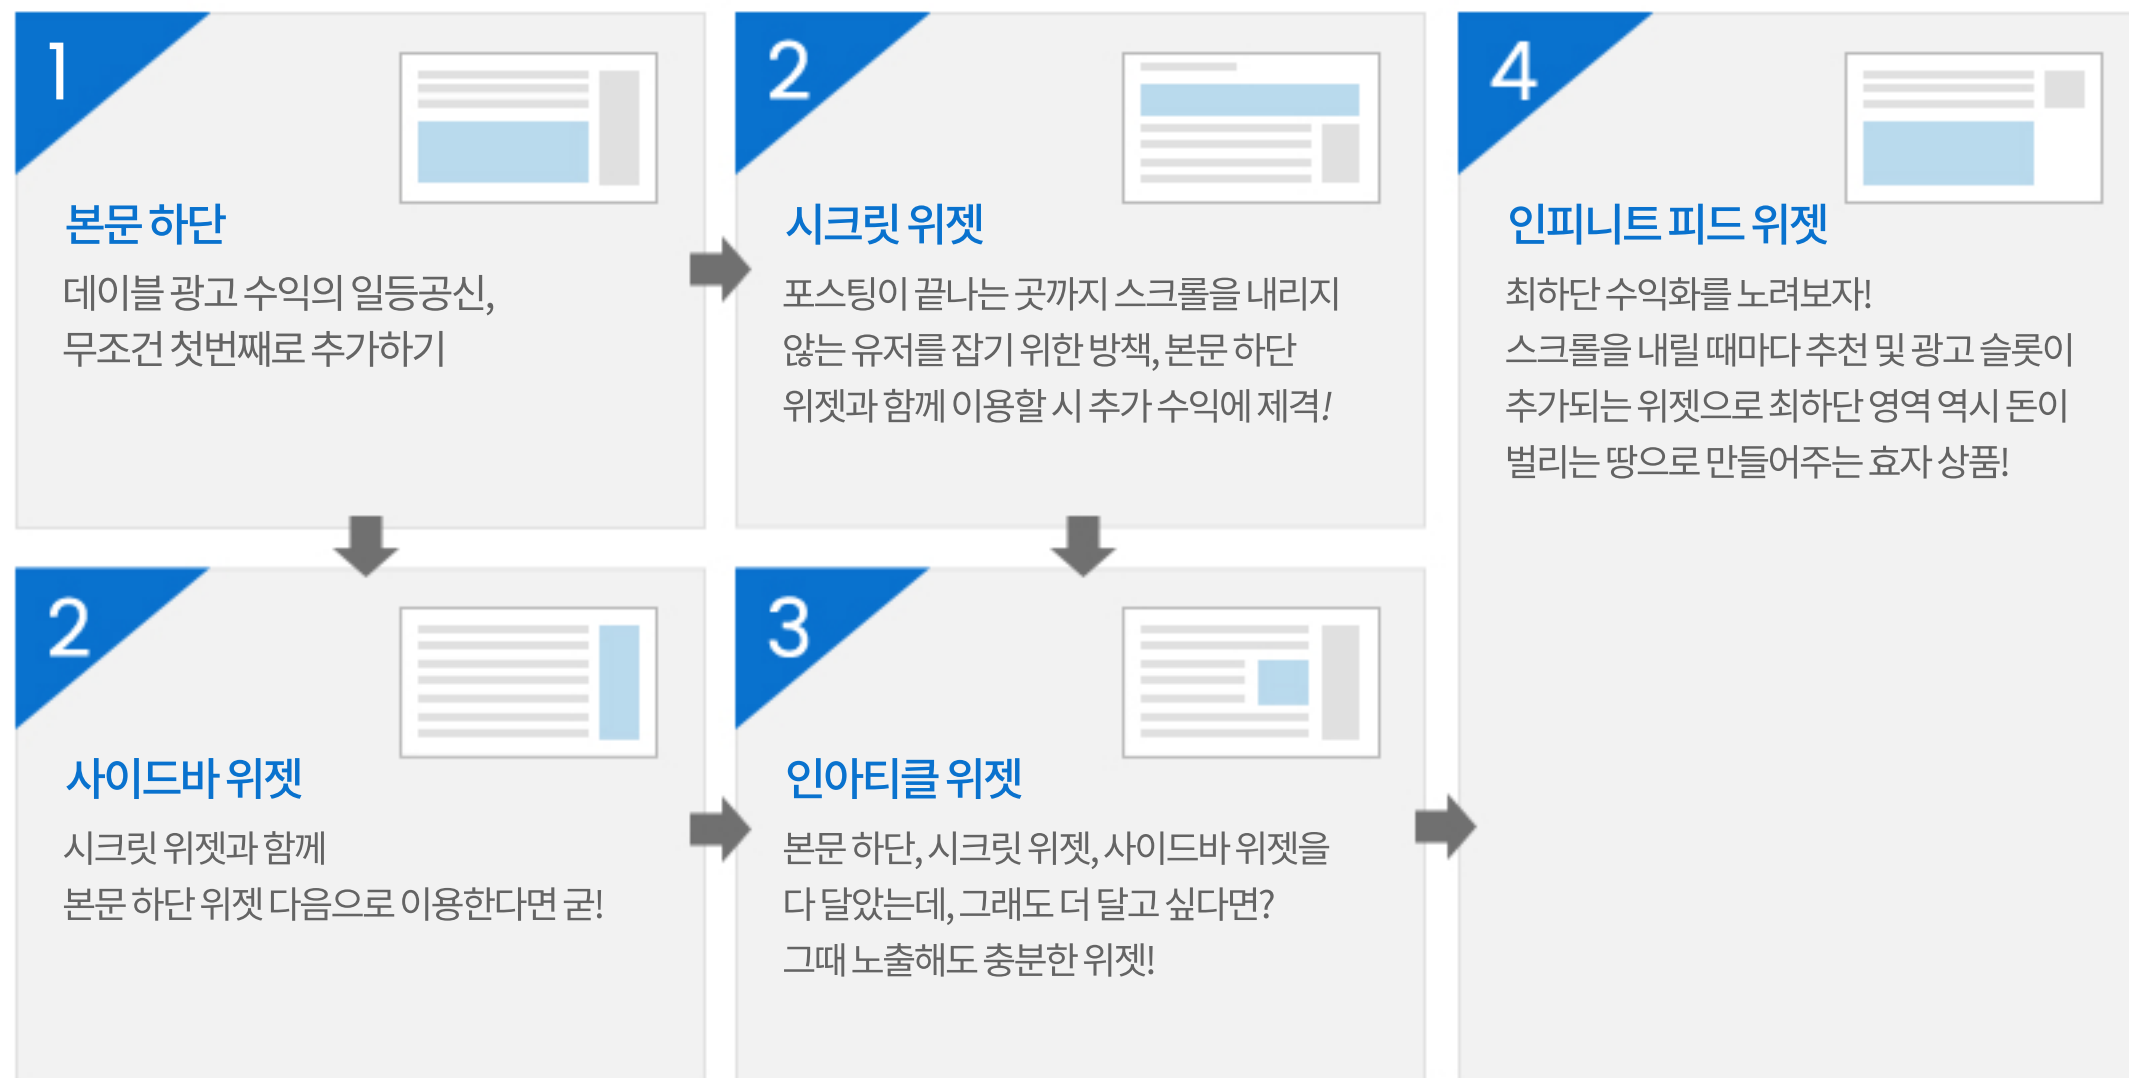 1
본문 하단
데이블 광고 수익의 일등공신,
무조건 첫번째로 추가하기
2
시크릿 위젯
포스팅이 끝나는 곳까지 스크롤을 내리지
않는 유저를 잡기 위한 방책, 본문 하단
위젯과 함께 이용할 시 추가 수익에 제격!
2
사이드바 위젯
시크릿 위젯과 함께
본문 하단 위젯 다음으로 이용한다면 굳!
3
인아티클 위젯
본문 하단, 시크릿 위젯, 사이드바 위젯을
다 달았는데, 그래도 더 달고 싶다면?
그때 노출해도 충분한 위젯!
4
인피니트 피드 위젯
최하단 수익화를 노려보자!
스크롤을 내릴 때마다 추천 및 광고 슬롯이
추가되는 위젯으로 최하단 영역 역시 돈이
벌리는 땅으로 만들어주는 효자 상품!